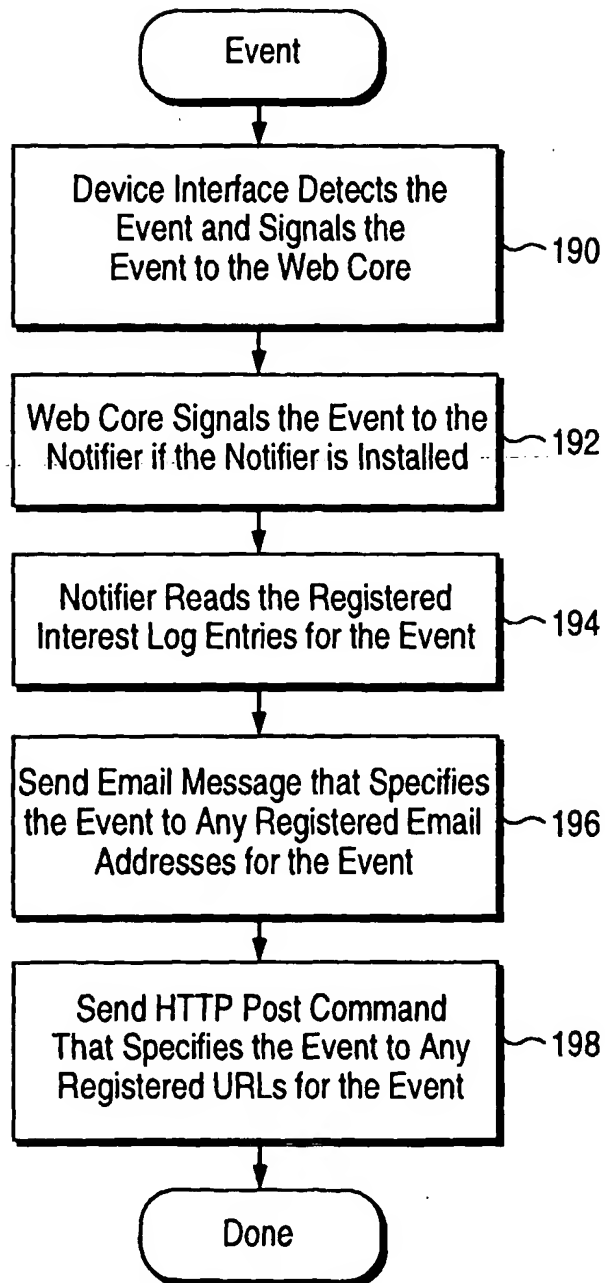 Event
Device Interface Detects the
Event and Signals the
Event to the Web Core
190
Web Core Signals the Event to the
Notifier if the Notifier is Installed
192
Notifier Reads the Registered
Interest Log Entries for the Event
194
Send Email Message that Specifies
the Event to Any Registered Email
Addresses for the Event
196
Send HTTP Post Command
That Specifies the Event to Any
Registered URLs for the Event
198
Done